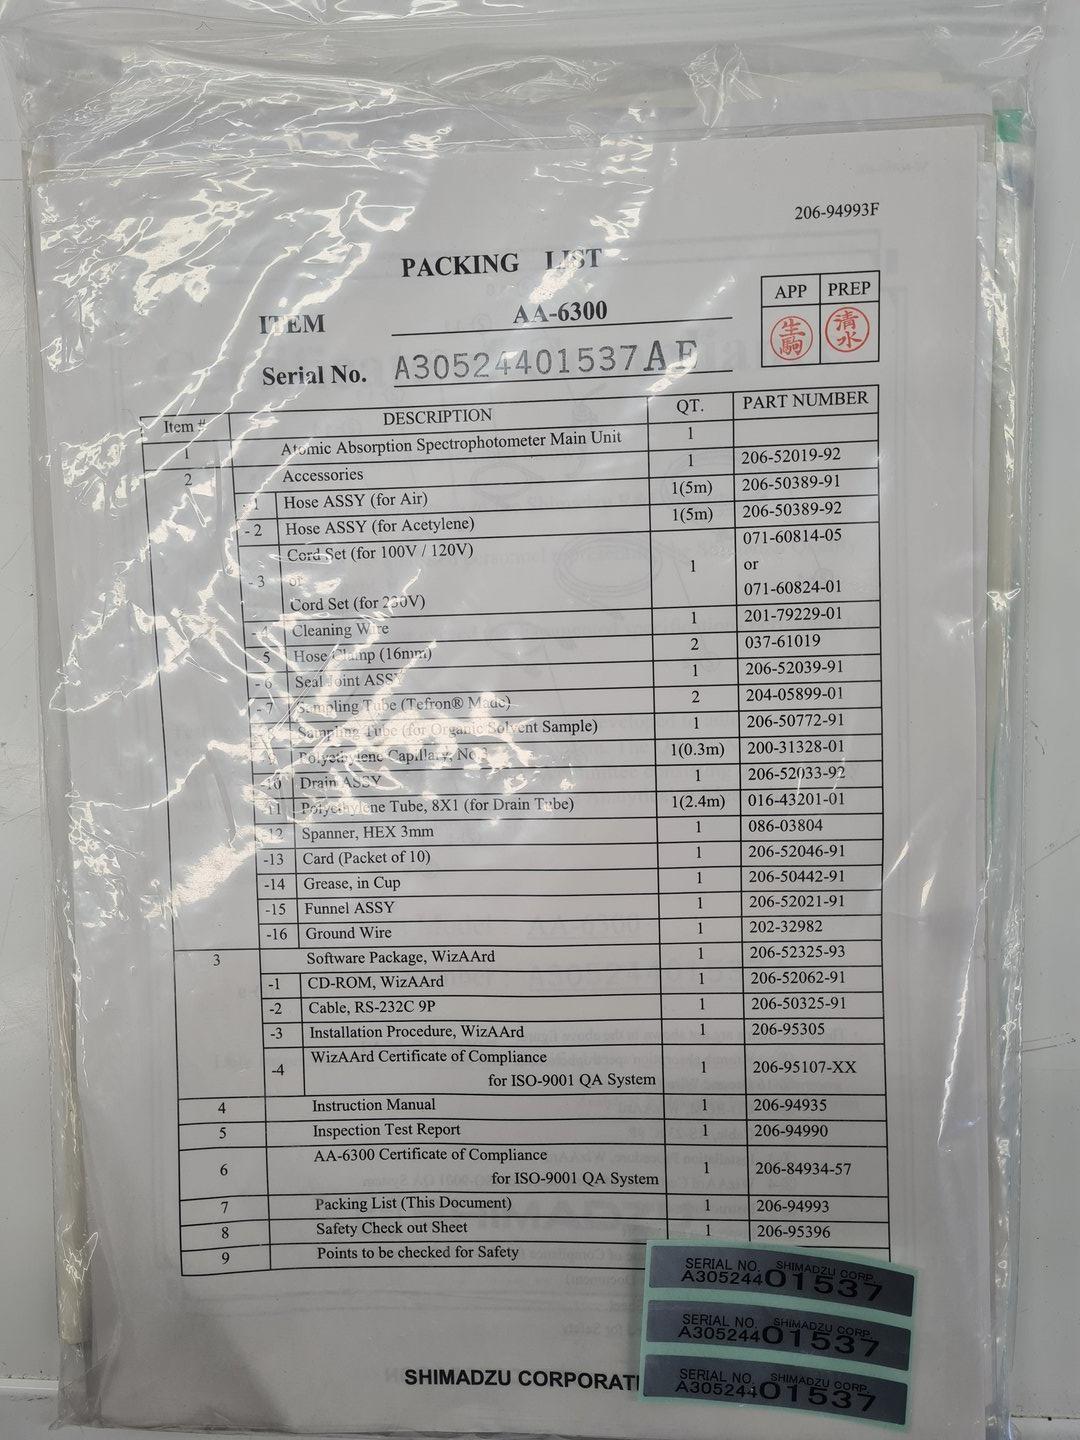 206-94993F
PACKING LIST
APP PREP
生駒 清水
ITEM AA-6300
Serial No. A30524401537AE
Item # DESCRIPTION QT. PART NUMBER
1 Atomic Absorption Spectrophotometer Main Unit 1
2 Accessories 1 206-52019-92
- 1 Hose ASSY (for Air) 1(5m) 206-50389-91
- 2 Hose ASSY (for Acetylene) 1(5m) 206-50389-92
- 3 Cord Set (for 100V / 120V) 1 071-60814-05
or or
Cord Set (for 230V) 071-60824-01
- 4 Cleaning Wire 1 201-79229-01
- 5 Hose Clamp (16mm) 2 037-61019
- 6 Seal Joint ASSY 1 206-52039-91
- 7 Sampling Tube (Tefron® Made) 2 204-05899-01
Sampling Tube (for Organic Solvent Sample) 1 206-50772-91
Polyethylene Capillary, No.3 1(0.3m) 200-31328-01
-10 Drain ASSY 1 206-52033-92
-11 Polyethylene Tube, 8X1 (for Drain Tube) 1(2.4m) 016-43201-01
-12 Spanner, HEX 3mm 1 086-03804
-13 Card (Packet of 10) 1 206-52046-91
-14 Grease, in Cup 1 206-50442-91
-15 Funnel ASSY 1 206-52021-91
-16 Ground Wire 1 202-32982
3 Software Package, WizAArd 1 206-52325-93
-1 CD-ROM, WizAArd 1 206-52062-91
-2 Cable, RS-232C 9P 1 206-50325-91
-3 Installation Procedure, WizAArd 1 206-95305
-4 WizAArd Certificate of Compliance 1 206-95107-XX
for ISO-9001 QA System
4 Instruction Manual 1 206-94935
5 Inspection Test Report 1 206-94990
6 AA-6300 Certificate of Compliance 1 206-84934-57
for ISO-9001 QA System
7 Packing List (This Document) 1 206-94993
8 Safety Check out Sheet 1 206-95396
9 Points to be checked for Safety
SERIAL NO. SHIMADZU CORP.
A30524401537
SERIAL NO. SHIMADZU CORP.
A30524401537
SERIAL NO. SHIMADZU CORP.
A30524401537
SHIMADZU CORPORATI